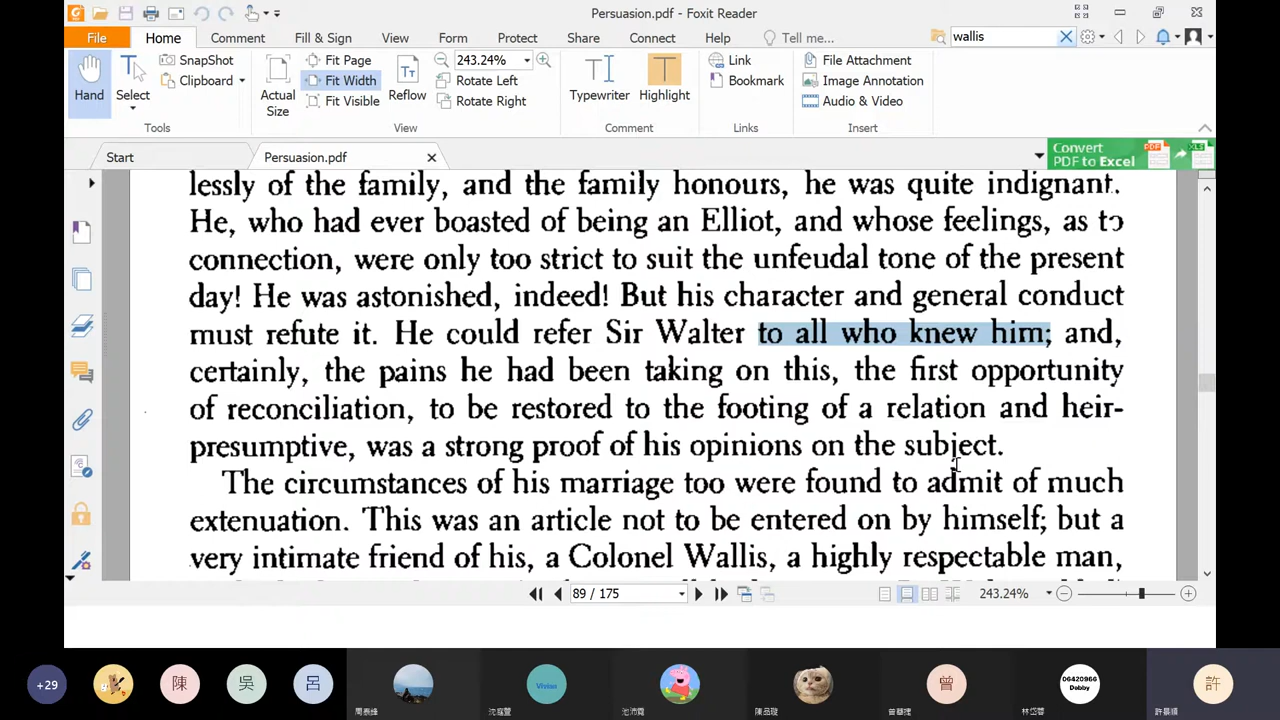 Persuasion.pdf - Foxit Reader
File Home Comment Fill & Sign View Form Protect Share Connect Help Tell me... wallis
Hand Select SnapShot Clipboard Actual Size Fit Page Fit Width Fit Visible Reflow 243.24% Rotate Left Rotate Right Typewriter Highlight Link Bookmark File Attachment Image Annotation Audio & Video
Tools View Comment Links Insert
Start Persuasion.pdf Convert PDF to Excel
lessly of the family, and the family honours, he was quite indignant.
He, who had ever boasted of being an Elliot, and whose feelings, as to
connection, were only too strict to suit the unfeudal tone of the present
day! He was astonished, indeed! But his character and general conduct
must refute it. He could refer Sir Walter to all who knew him; and,
certainly, the pains he had been taking on this, the first opportunity
of reconciliation, to be restored to the footing of a relation and heir-
presumptive, was a strong proof of his opinions on the subject.
The circumstances of his marriage too were found to admit of much
extenuation. This was an article not to be entered on by himself; but a
very intimate friend of his, a Colonel Wallis, a highly respectable man,
89 / 175 243.24%
+29 陳 吳 呂 Vivian 曾 06420966 Debby 許